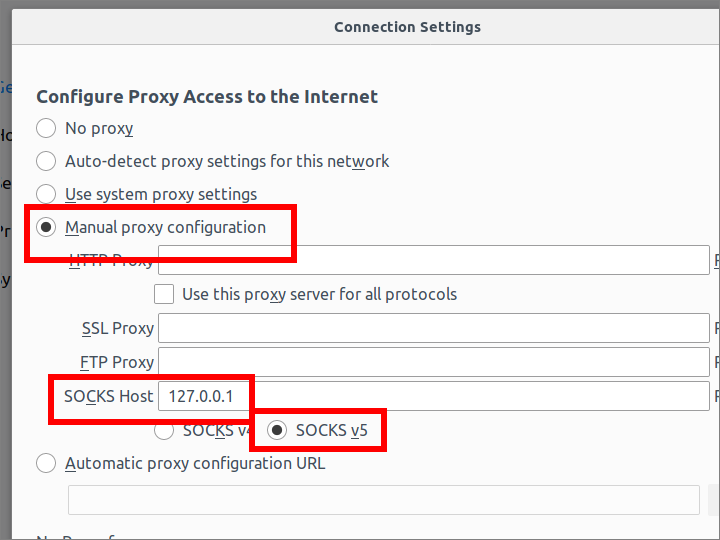 Connection Settings
Configure Proxy Access to the Internet
No proxy
Auto-detect proxy settings for this network
Use system proxy settings
Manual proxy configuration
HTTP Proxy
Use this proxy server for all protocols
SSL Proxy
FTP Proxy
SOCKS Host 127.0.0.1
SOCKS v4 SOCKS v5
Automatic proxy configuration URL